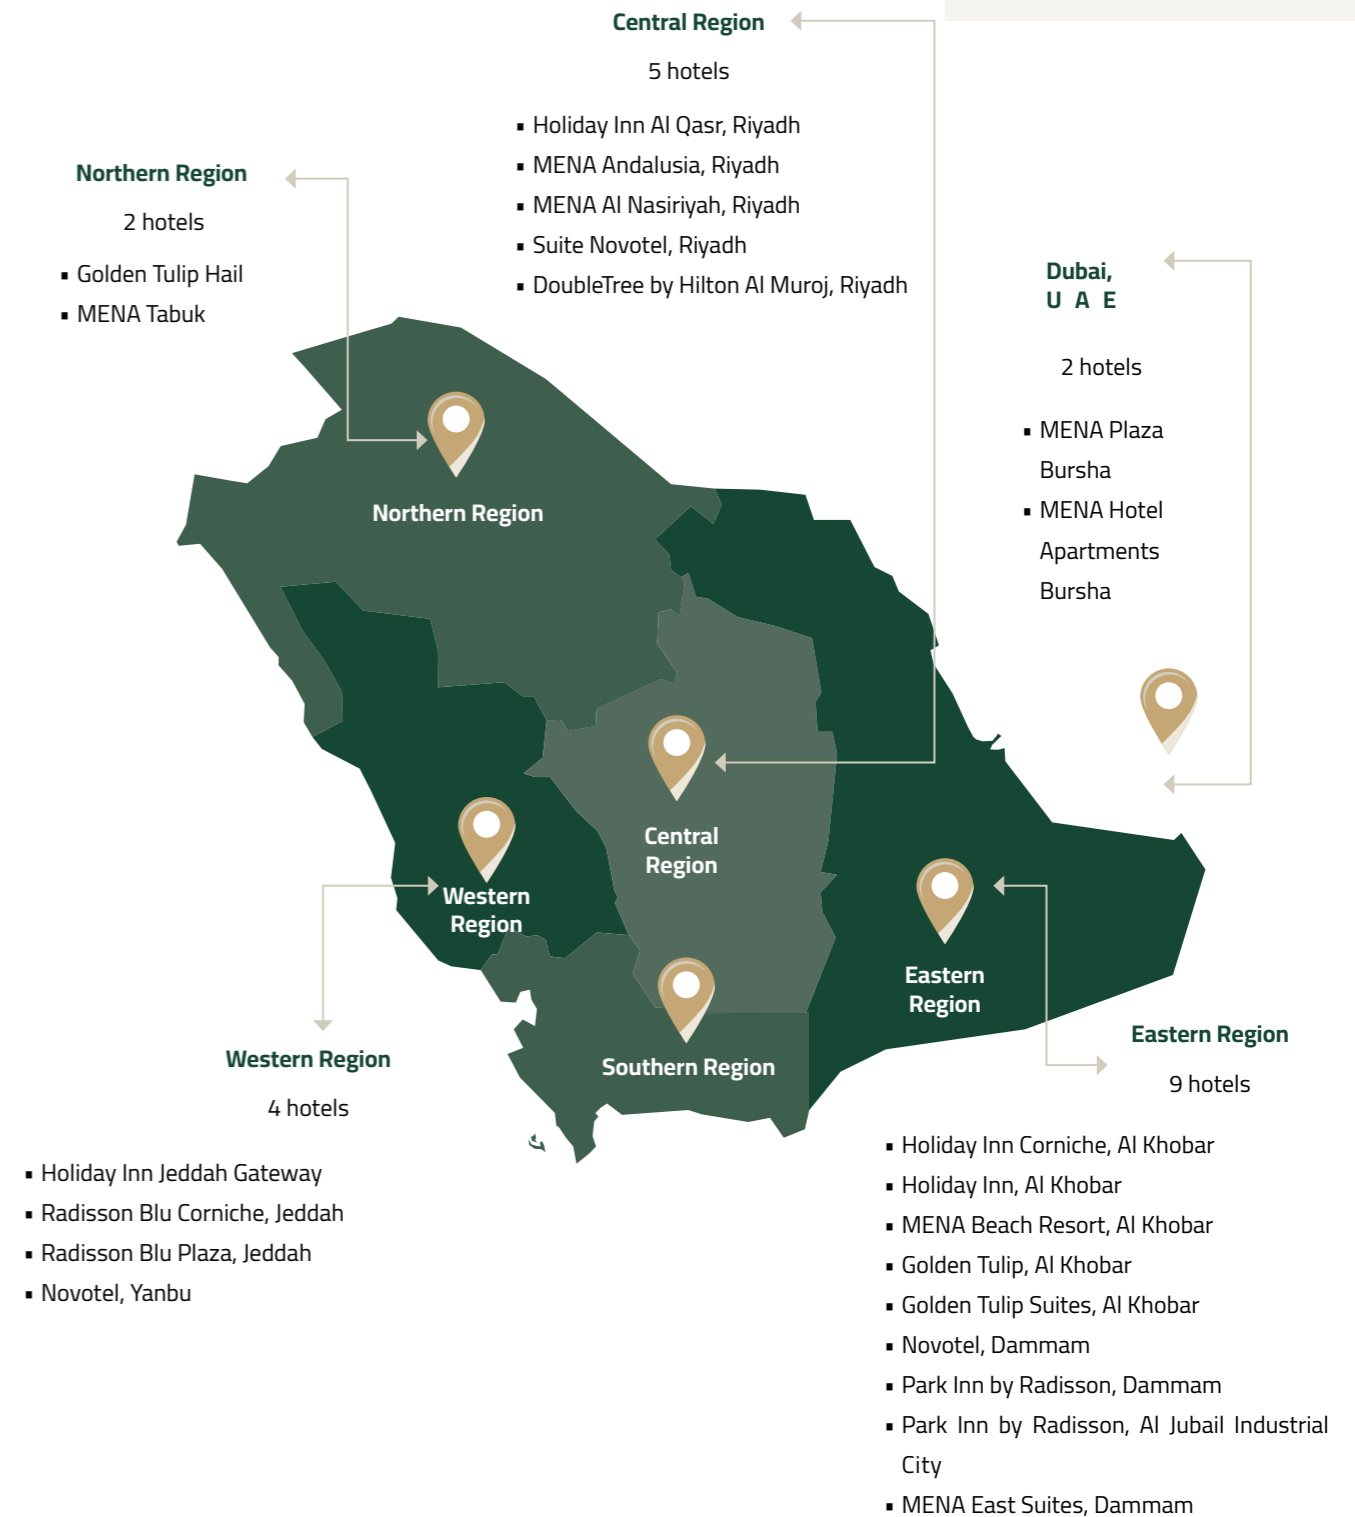 Central Region
5 hotels
▪ Holiday Inn Al Qasr, Riyadh
▪ MENA Andalusia, Riyadh
▪ MENA Al Nasiriyah, Riyadh
▪ Suite Novotel, Riyadh
▪ DoubleTree by Hilton Al Muroj, Riyadh
Northern Region
2 hotels
▪ Golden Tulip Hail
▪ MENA Tabuk
Dubai,
U A E
2 hotels
▪ MENA Plaza
Bursha
▪ MENA Hotel
Apartments
Bursha
Northern Region
Central
Region
Western
Region
Eastern
Region
Southern Region
Western Region
4 hotels
▪ Holiday Inn Jeddah Gateway
▪ Radisson Blu Corniche, Jeddah
▪ Radisson Blu Plaza, Jeddah
▪ Novotel, Yanbu
Eastern Region
9 hotels
▪ Holiday Inn Corniche, Al Khobar
▪ Holiday Inn, Al Khobar
▪ MENA Beach Resort, Al Khobar
▪ Golden Tulip, Al Khobar
▪ Golden Tulip Suites, Al Khobar
▪ Novotel, Dammam
▪ Park Inn by Radisson, Dammam
▪ Park Inn by Radisson, Al Jubail Industrial
City
▪ MENA East Suites, Dammam